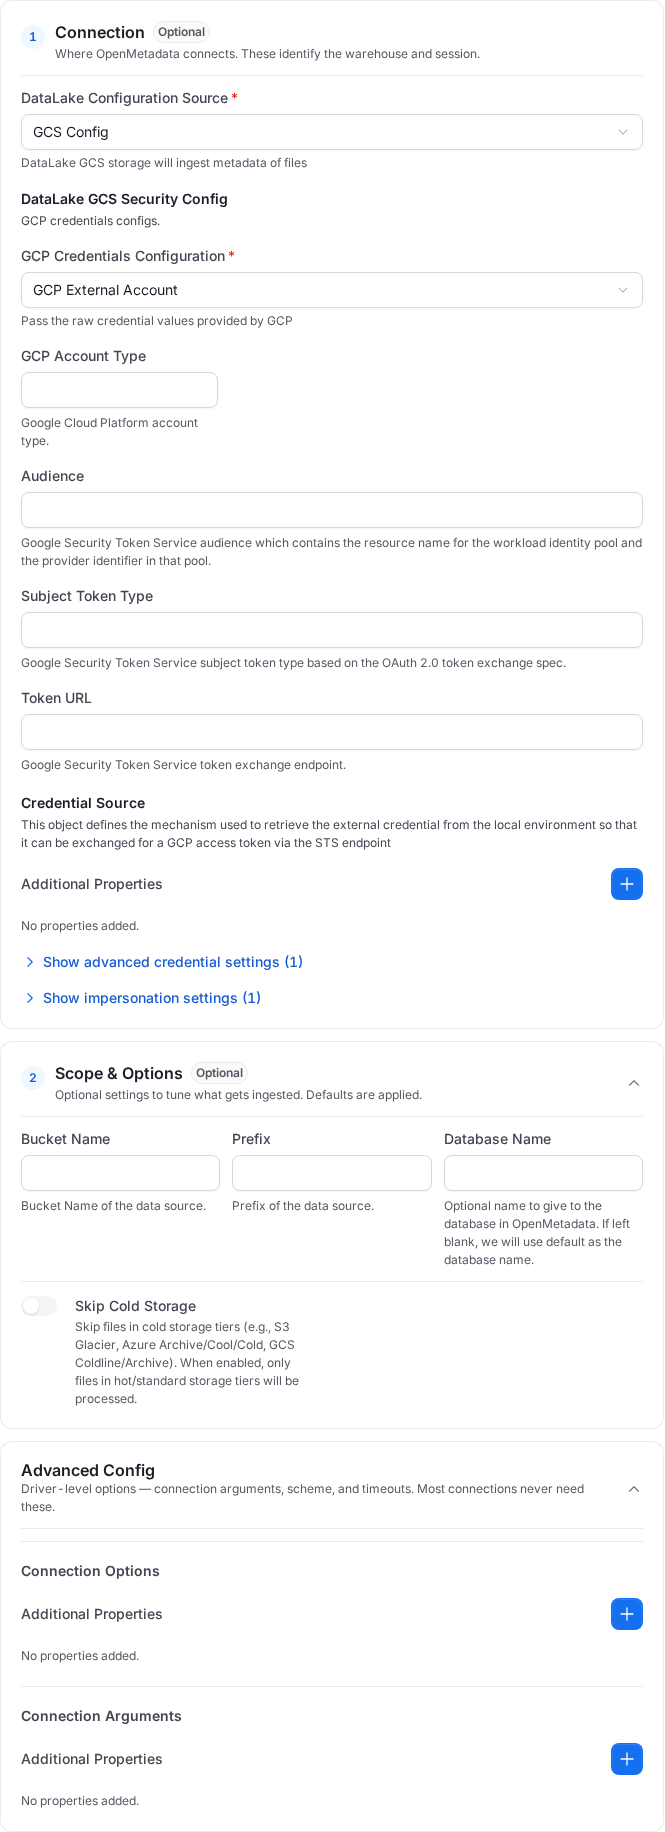 1
Connection
Optional
Where OpenMetadata connects. These identify the warehouse and session.
DataLake Configuration Source *
GCS Config
DataLake GCS storage will ingest metadata of files
DataLake GCS Security Config
GCP credentials configs.
GCP Credentials Configuration *
GCP External Account
Pass the raw credential values provided by GCP
GCP Account Type
Google Cloud Platform account
type.
Audience
Google Security Token Service audience which contains the resource name for the workload identity pool and
the provider identifier in that pool.
Subject Token Type
Google Security Token Service subject token type based on the OAuth 2.0 token exchange spec.
Token URL
Google Security Token Service token exchange endpoint.
Credential Source
This object defines the mechanism used to retrieve the external credential from the local environment so that
it can be exchanged for a GCP access token via the STS endpoint
Additional Properties
No properties added.
Show advanced credential settings (1)
Show impersonation settings (1)
2
Scope & Options
Optional
Optional settings to tune what gets ingested. Defaults are applied.
Bucket Name
Bucket Name of the data source.
Prefix
Prefix of the data source.
Database Name
Optional name to give to the
database in OpenMetadata. If left
blank, we will use default as the
database name.
Skip Cold Storage
Skip files in cold storage tiers (e.g., S3
Glacier, Azure Archive/Cool/Cold, GCS
Coldline/Archive). When enabled, only
files in hot/standard storage tiers will be
processed.
Advanced Config
Driver-level options — connection arguments, scheme, and timeouts. Most connections never need
these.
Connection Options
Additional Properties
No properties added.
Connection Arguments
Additional Properties
No properties added.